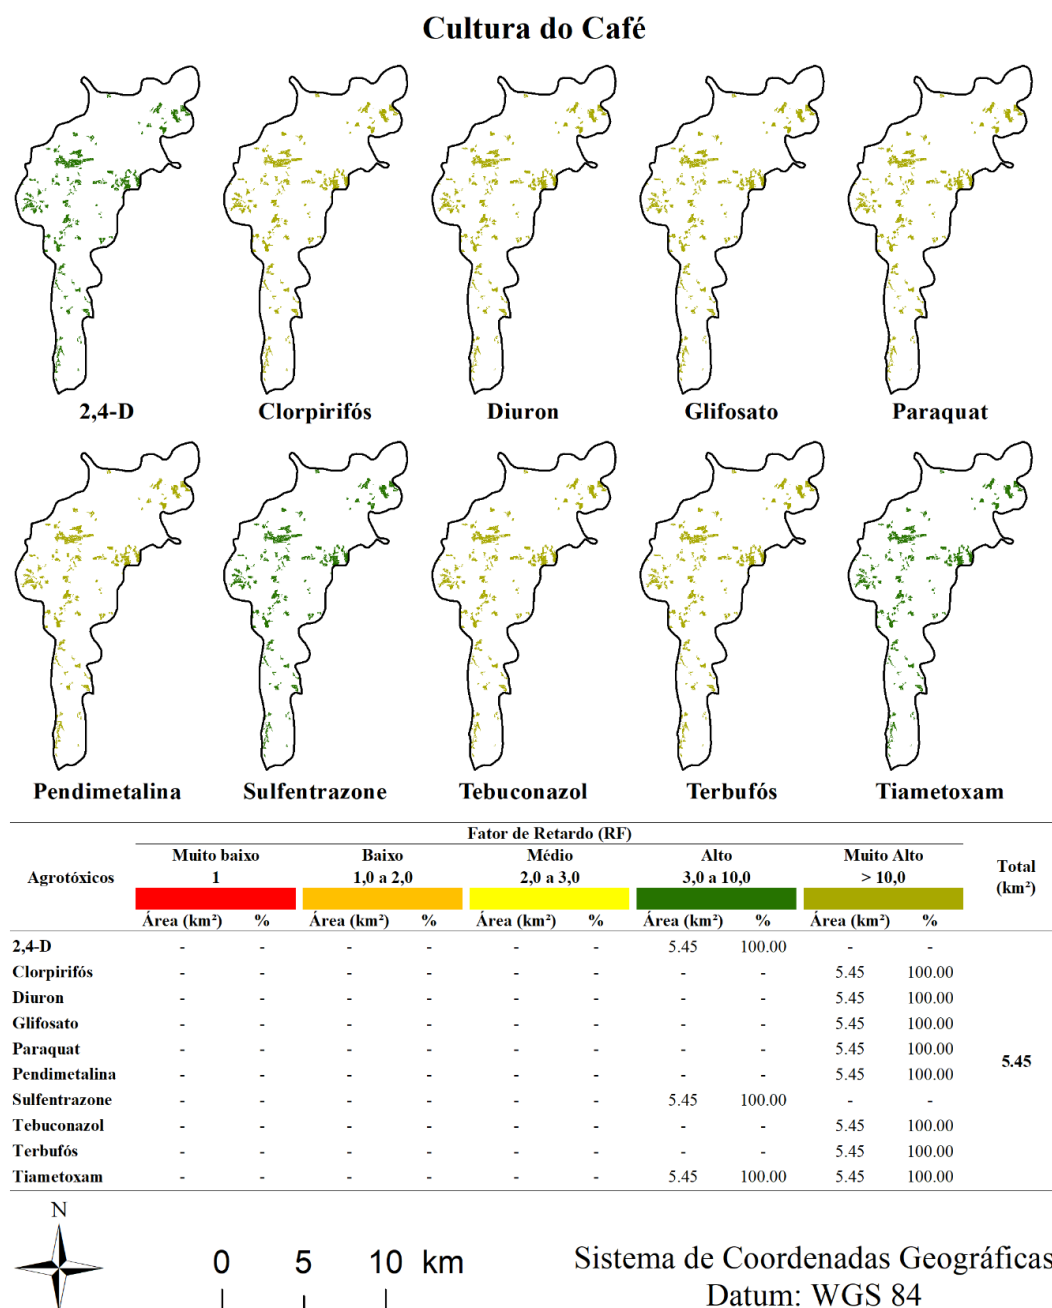 Cultura do Café
2,4-D Clorpirifós Diuron Glifosato Paraquat
Pendimetalina Sulfentrazone Tebuconazol Terbufós Tiametoxam
Fator de Retardo (RF)
Agrotóxicos Muito baixo Baixo Médio Alto Muito Alto Total (km²)
1 1,0 a 2,0 2,0 a 3,0 3,0 a 10,0 > 10,0
Área (km²) % Área (km²) % Área (km²) % Área (km²) % Área (km²) %
2,4-D - - - - - - 5.45 100.00 - -
Clorpirifós - - - - - - - - 5.45 100.00
Diuron - - - - - - - - 5.45 100.00
Glifosato - - - - - - - - 5.45 100.00
Paraquat - - - - - - - - 5.45 100.00
Pendimetalina - - - - - - - - 5.45 100.00
5.45
Sulfentrazone - - - - - - 5.45 100.00 - -
Tebuconazol - - - - - - - - 5.45 100.00
Terbufós - - - - - - - - 5.45 100.00
Tiametoxam - - - - - - 5.45 100.00 5.45 100.00
N
0 5 10 km
Sistema de Coordenadas Geográficas
Datum: WGS 84